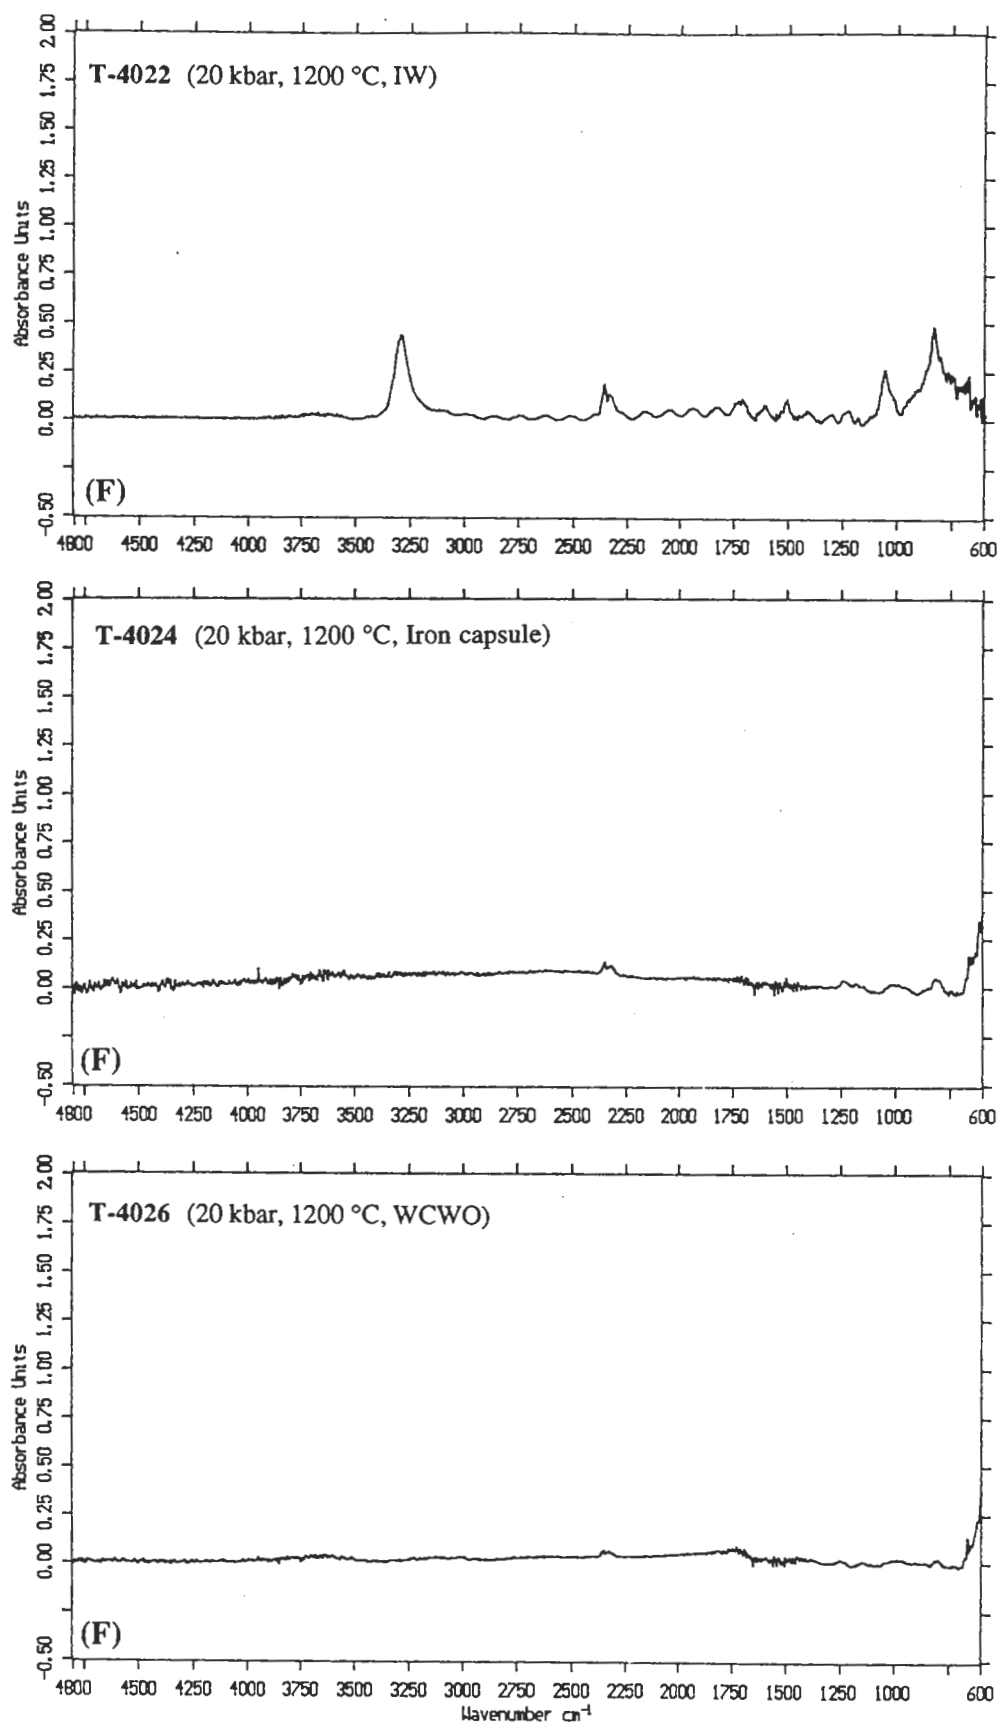 2.00
1.75
1.50
1.25
1.00
0.75
0.50
0.25
0.00
-0.50
Absorbance Units
T-4022 (20 kbar, 1200 °C, IW)
(F)
4800 4500 4250 4000 3750 3500 3250 3000 2750 2500 2250 2000 1750 1500 1250 1000 600
2.00
1.75
1.50
1.25
1.00
0.75
0.50
0.25
0.00
-0.50
Absorbance Units
T-4024 (20 kbar, 1200 °C, Iron capsule)
(F)
4800 4500 4250 4000 3750 3500 3250 3000 2750 2500 2250 2000 1750 1500 1250 1000 600
2.00
1.75
1.50
1.25
1.00
0.75
0.50
0.25
0.00
-0.50
Absorbance Units
T-4026 (20 kbar, 1200 °C, WCWO)
(F)
4800 4500 4250 4000 3750 3500 3250 3000 2750 2500 2250 2000 1750 1500 1250 1000 600
Wavenumber cm⁻¹